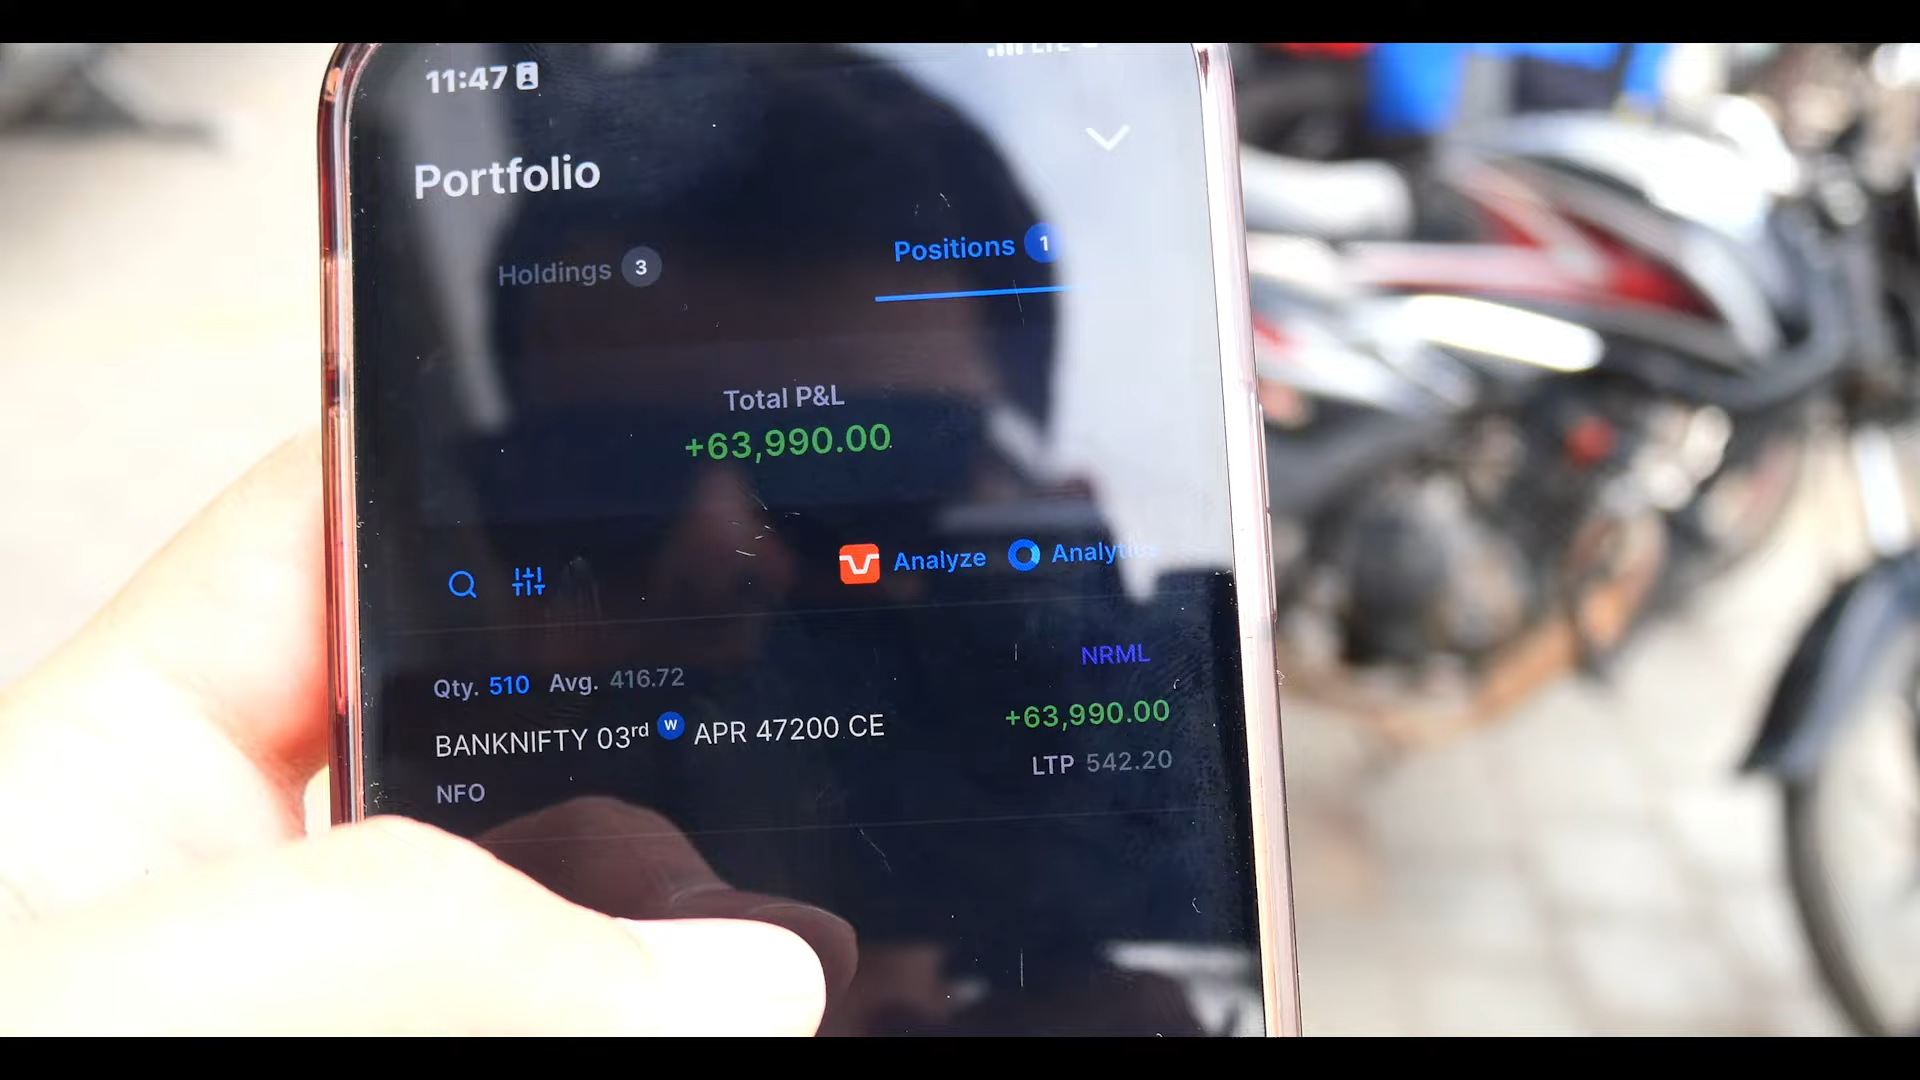 11:47
Portfolio
Holdings 3
Positions 1
Total P&L
+63,990.00
Analyze
Qty. 510 Avg. 416.72
NRML
BANKNIFTY 03rd W APR 47200 CE
+63,990.00
NFO
LTP 542.20